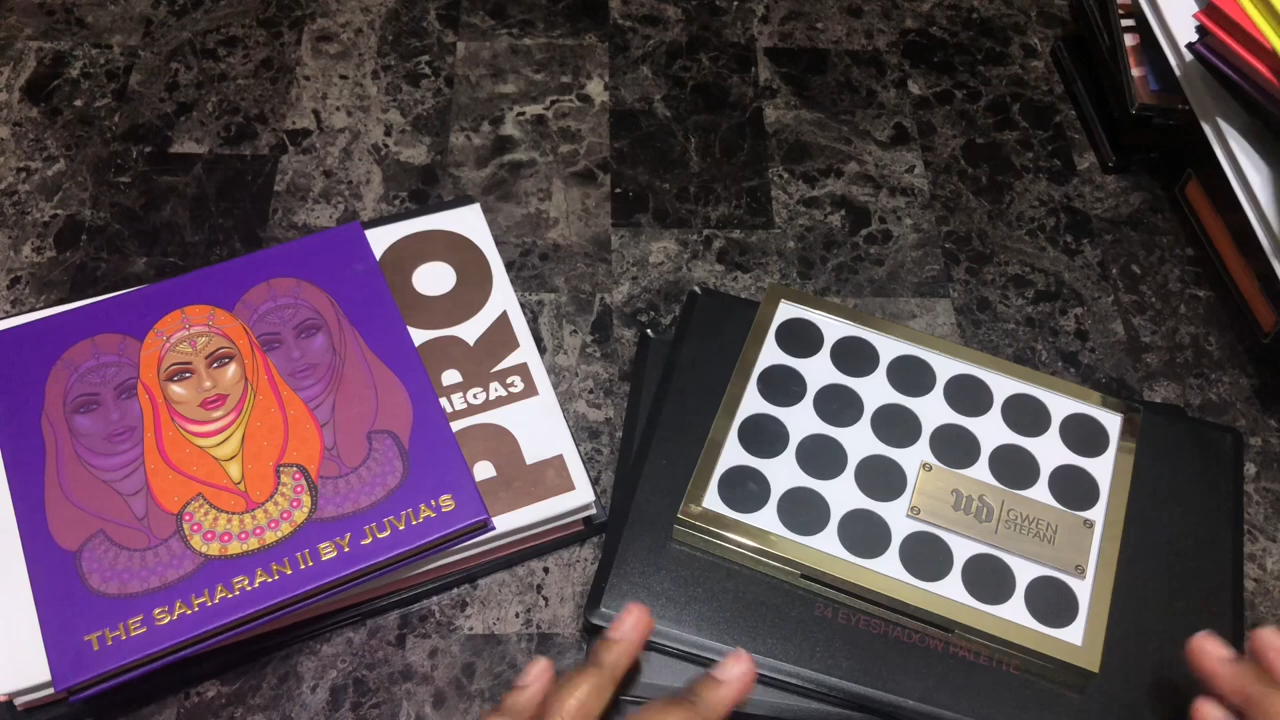 THE SAHARAN II BY JUVIA'S
PRO
MEGA3
UD
GWEN
STEFANI
24 EYESHADOW PALETTE